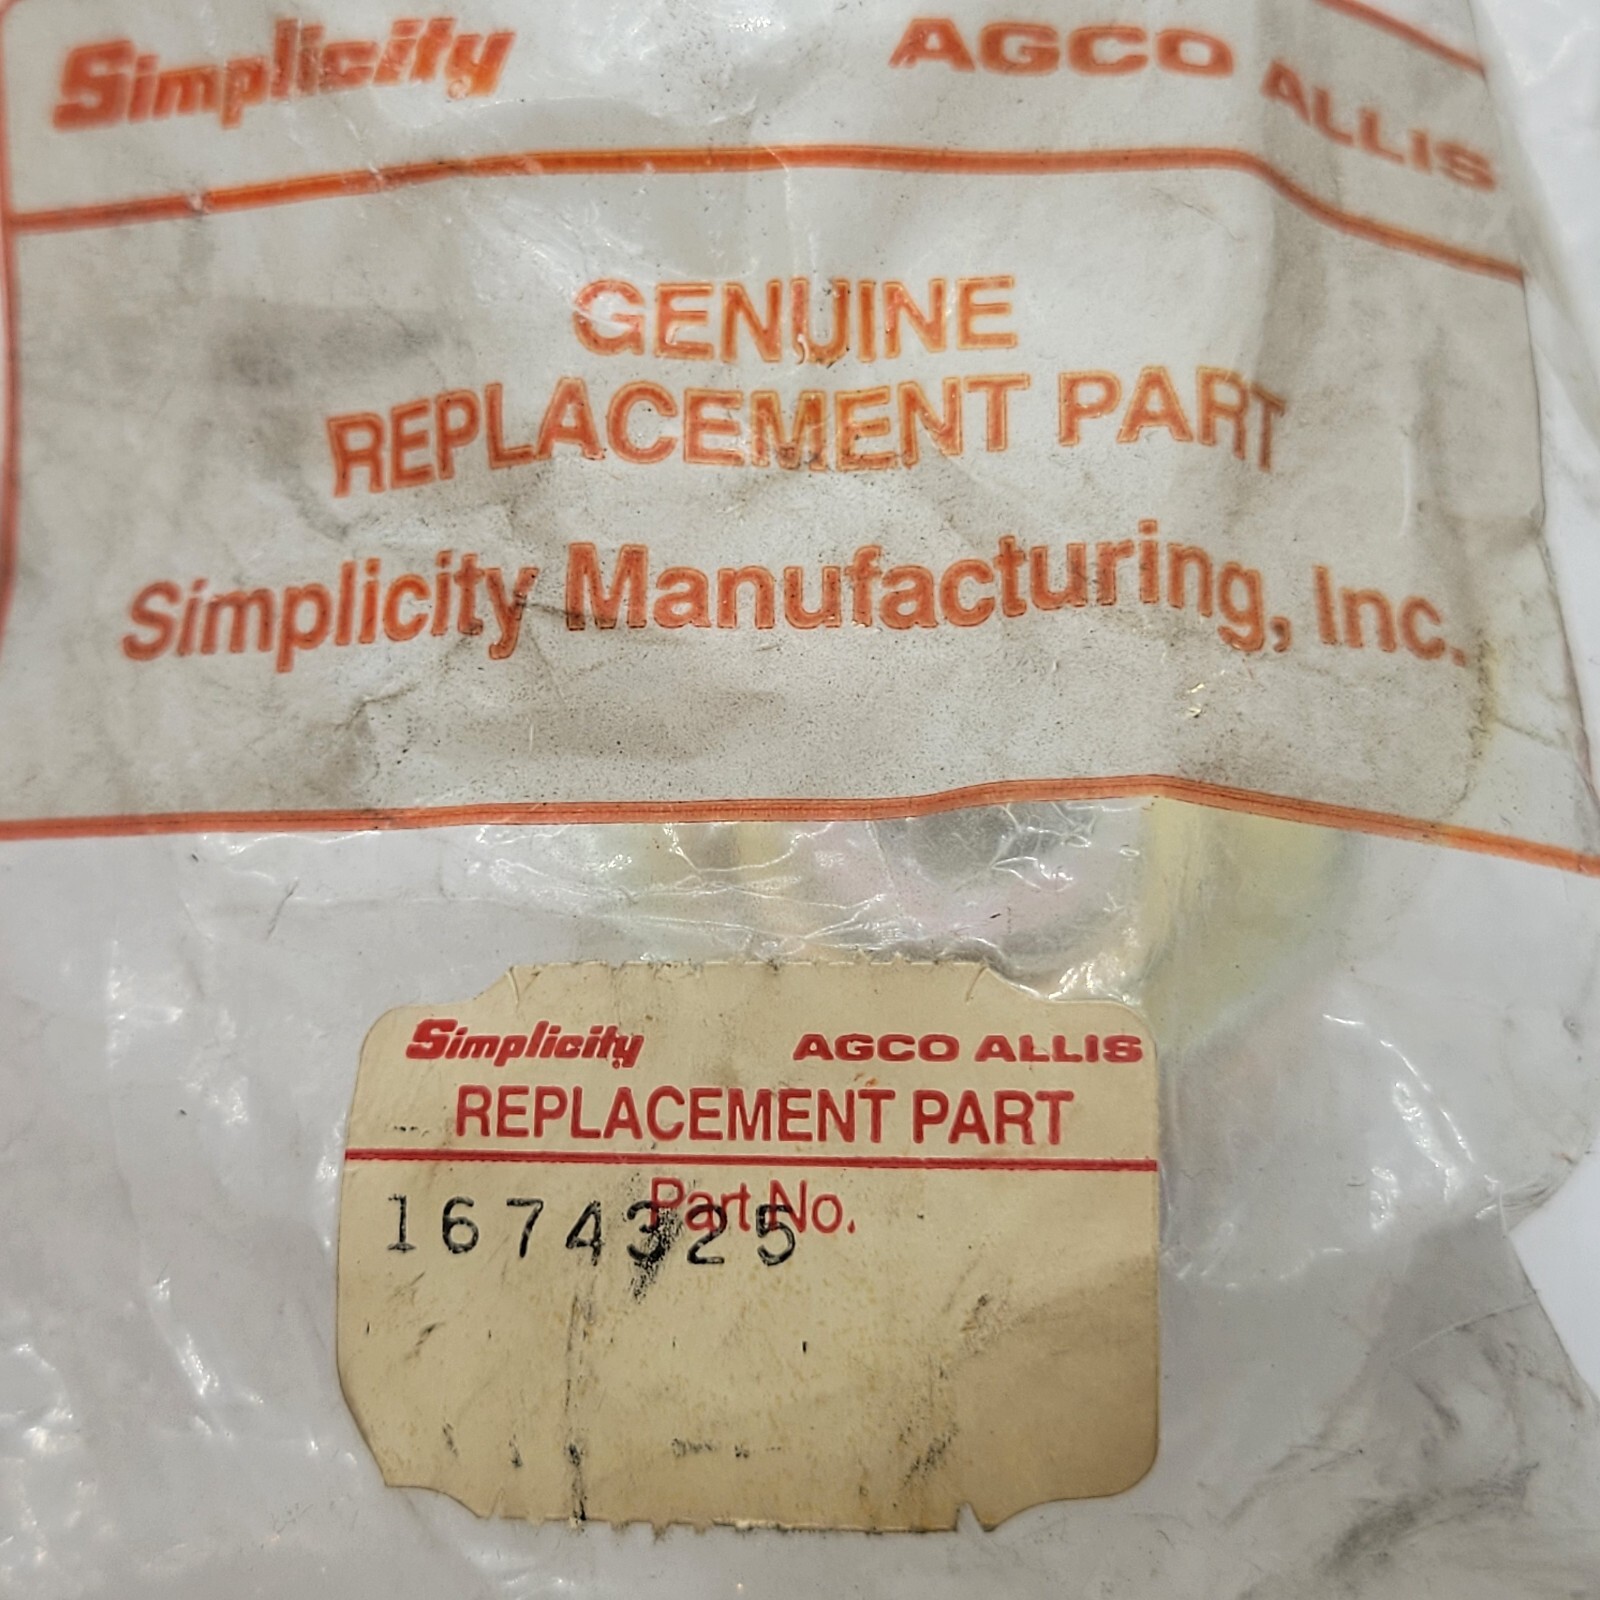 Simplicity AGCO ALLIS
GENUINE
REPLACEMENT PART
Simplicity Manufacturing, Inc.
Simplicity AGCO ALLIS
REPLACEMENT PART
Part No.
1674325